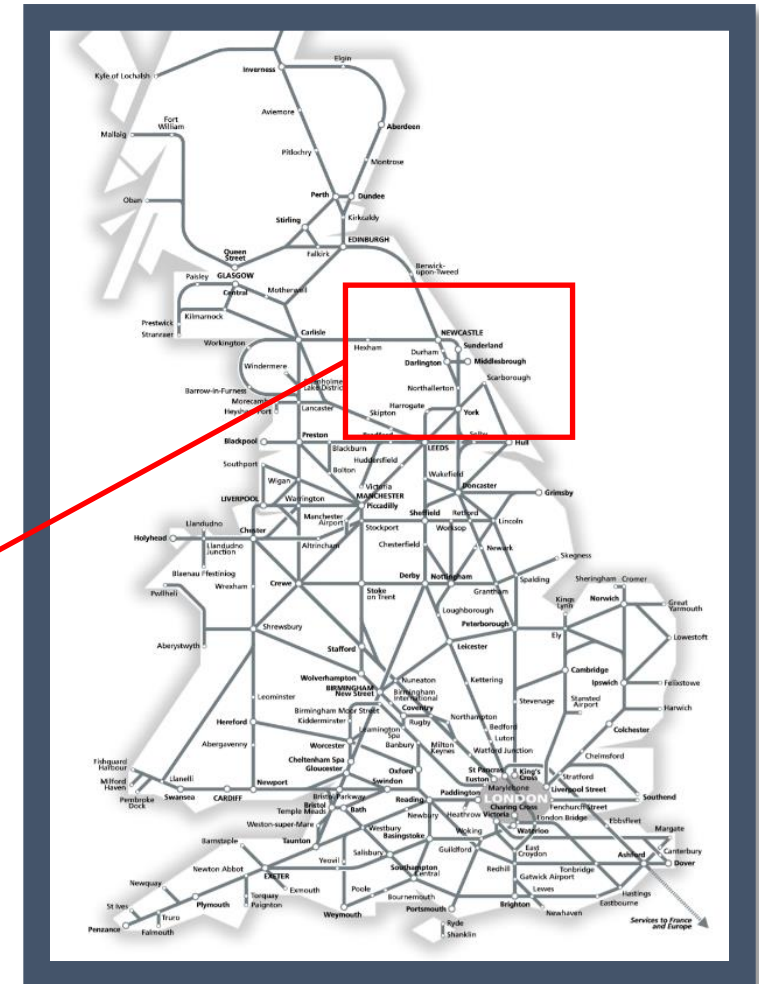 Elgin
Inverness
Kyle of Lochalsh
Aviemore
Fort
William
Aberdeen
Mallaig
Pitlochry
Montrose
Perth
Dundee
Oban
Kirkcaldy
Stirling
EDINBURGH
Falkirk
Queen
Street
Berwick-
upon-Tweed
GLASGOW
Paisley
Central
Motherwell
Kilmarnock
Prestwick
Stranraer
Carlisle
NEWCASTLE
Workington
Hexham
Sunderland
Durham
Darlington
Middlesbrough
Windermere
Scarborough
Lake District
Barrow-in-Furness
Northallerton
Morecambe
Harrogate
Heysham Port
Lancaster
Skipton
York
Selby
Blackpool
Preston
Blackburn
LEEDS
Hull
Huddersfield
Southport
Bolton
Wakefield
Wigan
Victoria
Doncaster
LIVERPOOL
Warrington
MANCHESTER
Piccadilly
Grimsby
Manchester
Airport
Sheffield
Retford
Llandudno
Chester
Stockport
Worksop
Lincoln
Holyhead
Llandudno
Junction
Altrincham
Chesterfield
Newark
Skegness
Blaenau Ffestiniog
Crewe
Derby
Nottingham
Spalding
Sheringham
Cromer
Pwllheli
Wrexham
Stoke
on Trent
Grantham
Kings
Lynn
Norwich
Great
Yarmouth
Loughborough
Peterborough
Shrewsbury
Ely
Lowestoft
Aberystwyth
Stafford
Leicester
Cambridge
Wolverhampton
Nuneaton
Kettering
Ipswich
Felixstowe
BIRMINGHAM
New Street
Birmingham
International
Leominster
Stevenage
Stansted
Airport
Birmingham Moor Street
Coventry
Harwich
Hereford
Kidderminster
Rugby
Northampton
Leamington
Spa
Bedford
Colchester
Abergavenny
Worcester
Banbury
Milton
Keynes
Luton
Watford Junction
Chelmsford
Cheltenham Spa
Fishguard
Harbour
Gloucester
Oxford
St Pancras
King's
Cross
Stratford
Milford
Haven
Llanelli
Newport
Swindon
Euston
Marylebone
Liverpool Street
Pembroke
Dock
Swansea
CARDIFF
Bristol Parkway
Paddington
LONDON
Southend
Bristol
Temple Meads
Bath
Reading
Fenchurch Street
Charing Cross
Weston-super-Mare
Newbury
Heathrow
Victoria
London Bridge
Ebbsfleet
Westbury
Basingstoke
Woking
Waterloo
Margate
Barnstaple
Taunton
Salisbury
Guildford
East
Croydon
Canterbury
Yeovil
Ashford
Newton Abbot
Southampton
Central
Redhill
Tonbridge
Dover
Newquay
EXETER
Gatwick Airport
Exmouth
Poole
Lewes
Hastings
Plymouth
Torquay
Paignton
Bournemouth
Eastbourne
St Ives
Truro
Weymouth
Portsmouth
Brighton
Newhaven
Penzance
Falmouth
Ryde
Shanklin
Services to France
and Europe